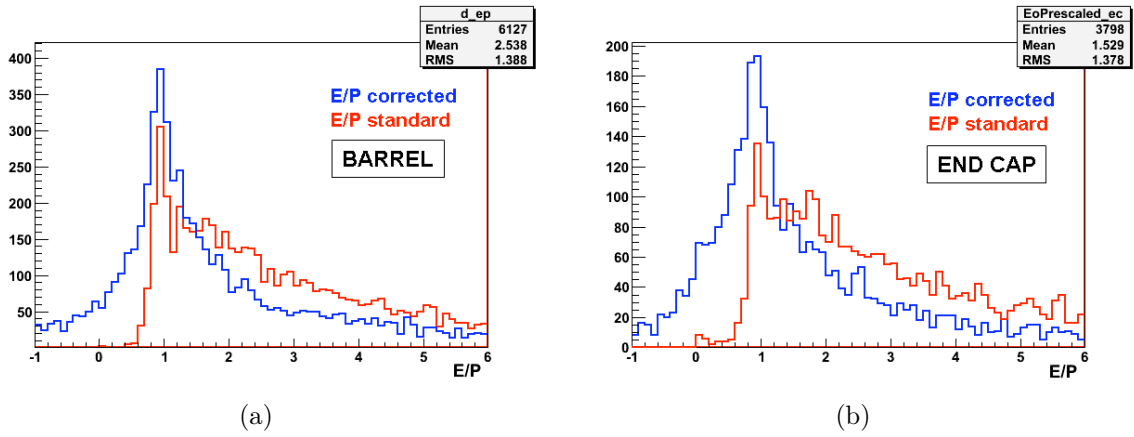 d_ep
Entries 6127
Mean 2.538
RMS 1.388
400
350
300
250
200
150
100
50
E/P corrected
E/P standard
BARREL
-1 0 1 2 3 4 5 6
E/P
(a)
EoPrescaled_ec
Entries 3798
Mean 1.529
RMS 1.378
200
180
160
140
120
100
80
60
40
20
0
E/P corrected
E/P standard
END CAP
-1 0 1 2 3 4 5 6
E/P
(b)